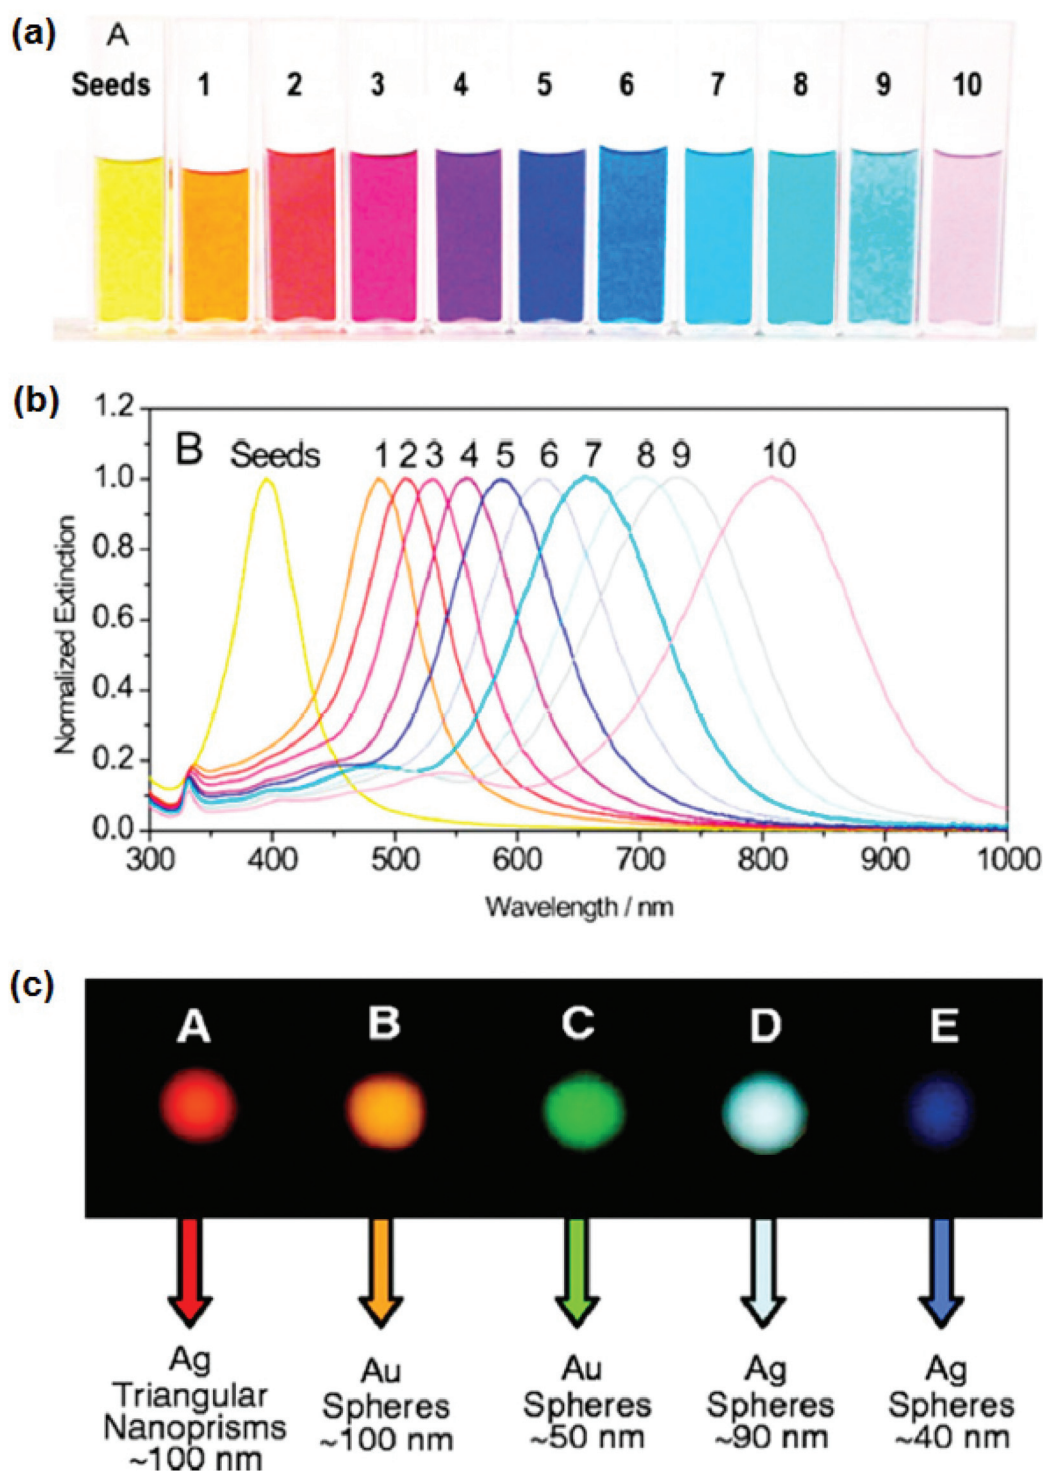 (a)
A
Seeds 1 2 3 4 5 6 7 8 9 10
(b)
B Seeds 1 2 3 4 5 6 7 8 9 10
1.2
1.0
0.8
0.6
0.4
0.2
0.0
Normalized Extinction
300 400 500 600 700 800 900 1000
Wavelength / nm
(c)
A B C D E
Ag
Triangular
Nanoprisms
~100 nm
Au
Spheres
~100 nm
Au
Spheres
~50 nm
Ag
Spheres
~90 nm
Ag
Spheres
~40 nm